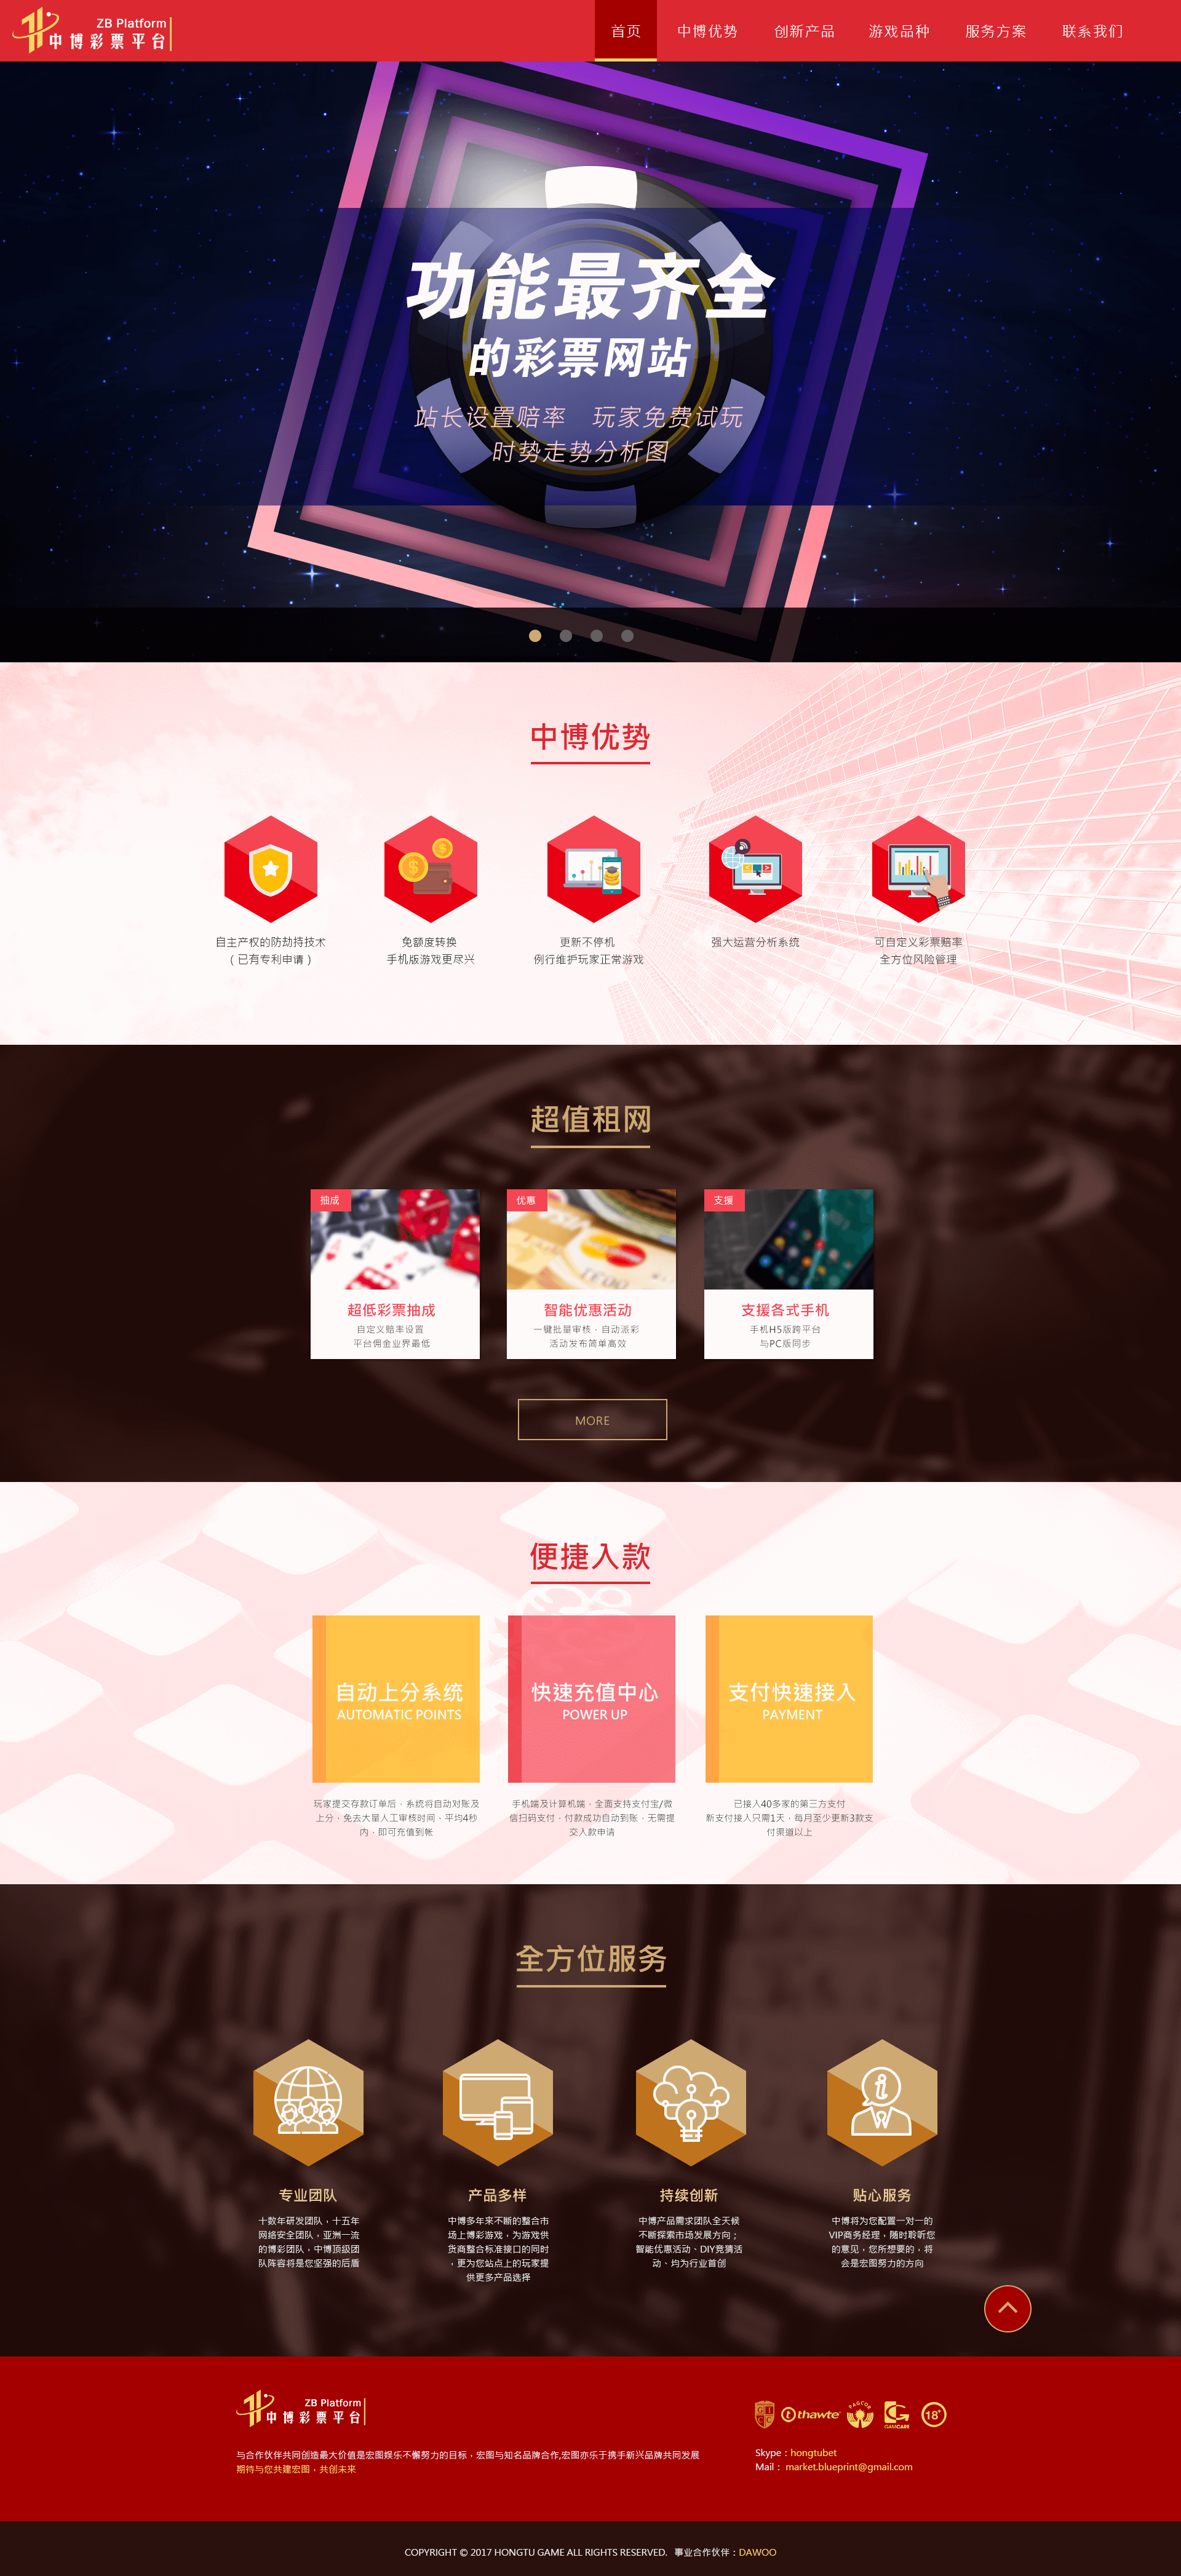 ZB Platform
中博彩票平台
首页
中博优势
创新产品
游戏品种
服务方案
联系我们
功能最齐全
的彩票网站
站长设置赔率 玩家免费试玩
时势走势分析图
中博优势
自主产权的防劫持技术
（已有专利申请）
免额度转换
手机版游戏更尽兴
更新不停机
例行维护玩家正常游戏
强大运营分析系统
可自定义彩票赔率
全方位风险管理
超值租网
抽成
超低彩票抽成
自定义赔率设置
平台佣金业界最低
优惠
智能优惠活动
一键批量审核，自动派彩
活动发布简单高效
支援
支援各式手机
手机H5版跨平台
与PC版同步
MORE
便捷入款
自动上分系统
AUTOMATIC POINTS
玩家提交存款订单后，系统将自动对账及
上分，免去大量人工审核时间，平均4秒
内，即可充值到帐
快速充值中心
POWER UP
手机端及计算机端，全面支持支付宝/微
信扫码支付，付款成功自动到账，无需提
交入款申请
支付快速接入
PAYMENT
已接入40多家的第三方支付
新支付接入只需1天，每月至少更新3款支
付渠道以上
全方位服务
专业团队
十数年研发团队，十五年
网络安全团队，亚洲一流
的博彩团队，中博顶级团
队阵容将是您坚强的后盾
产品多样
中博多年来不断的整合市
场上博彩游戏，为游戏供
货商整合标准接口的同时
，更为您站点上的玩家提
供更多产品选择
持续创新
中博产品需求团队全天候
不断探索市场发展方向；
智能优惠活动、DIY竞猜活
动、均为行业首创
贴心服务
中博将为您配置一对一的
VIP商务经理，随时聆听您
的意见，您所想要的，将
会是宏图努力的方向
ZB Platform
中博彩票平台
thawte
PAGCOR
GAMCARE
18+
与合作伙伴共同创造最大价值是宏图娱乐不懈努力的目标，宏图与知名品牌合作,宏图亦乐于携手新兴品牌共同发展
期待与您共建宏图，共创未来
Skype：hongtubet
Mail： market.blueprint@gmail.com
COPYRIGHT © 2017 HONGTU GAME ALL RIGHTS RESERVED. 事业合作伙伴：DAWOO